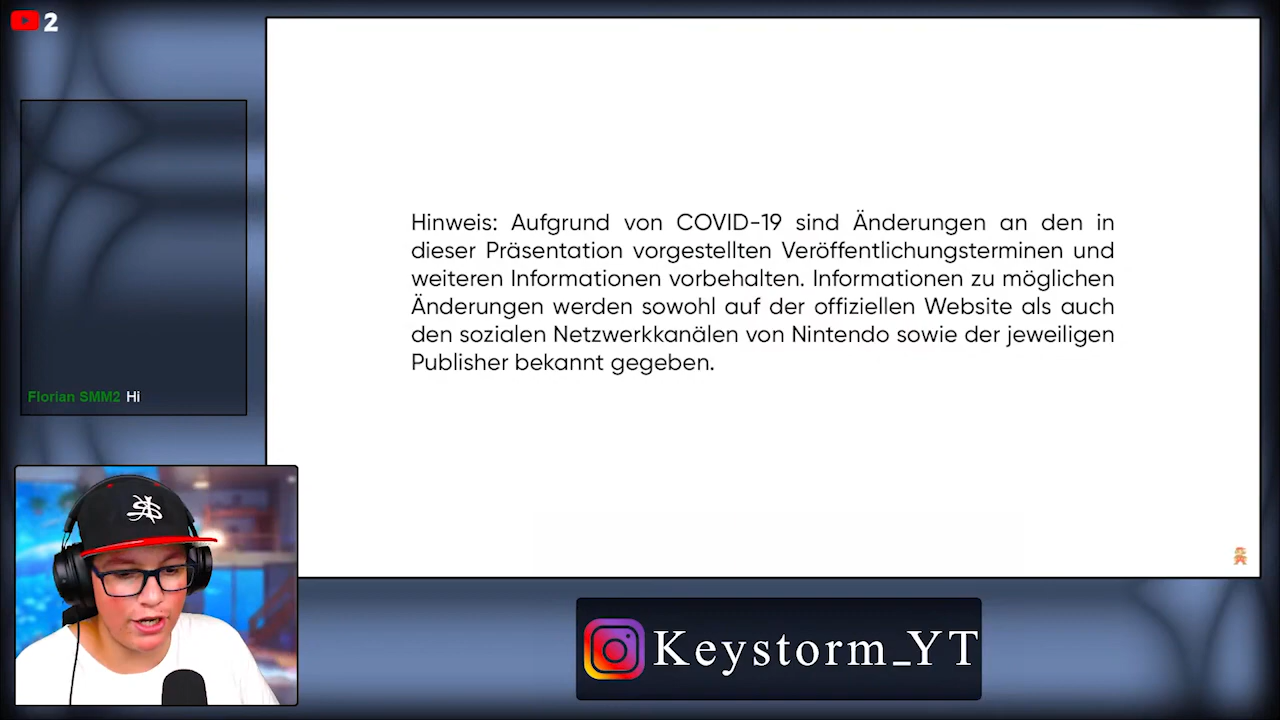 2
Hinweis: Aufgrund von COVID-19 sind Änderungen an den in
dieser Präsentation vorgestellten Veröffentlichungsterminen und
weiteren Informationen vorbehalten. Informationen zu möglichen
Änderungen werden sowohl auf der offiziellen Website als auch
den sozialen Netzwerkkanälen von Nintendo sowie der jeweiligen
Publisher bekannt gegeben.
Florian SMM2 Hi
Keystorm_YT